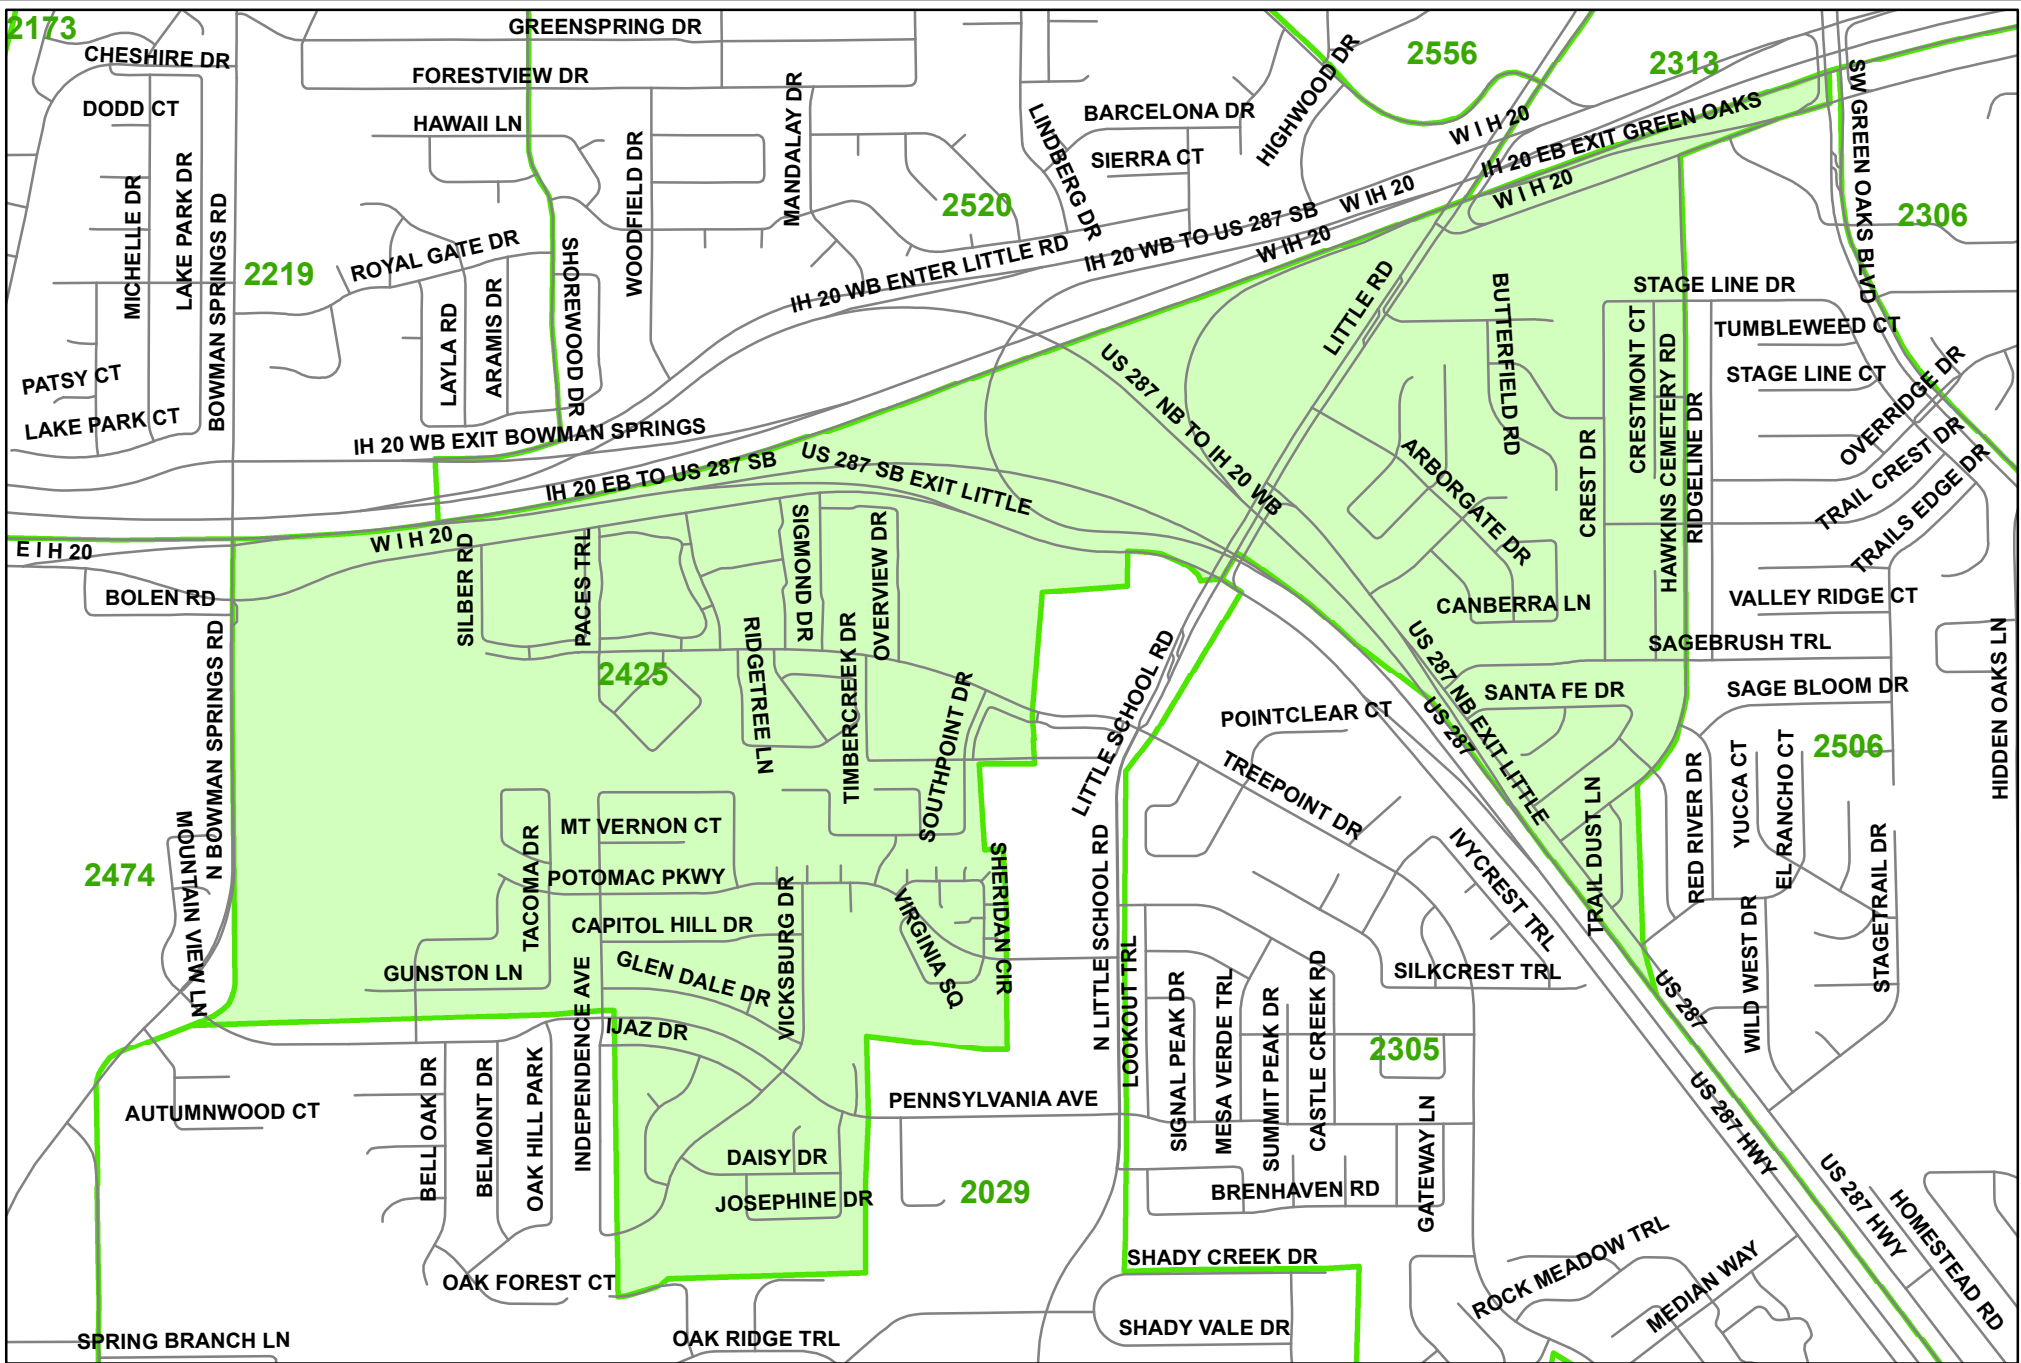 2173
GREENSPRING DR
CHESHIRE DR
FORESTVIEW DR
2556
2313
DODD CT
HAWAII LN
MANDALAY DR
LINDBERG DR
BARCELONA DR
HIGHWOOD DR
W I H 20
IH 20 EB EXIT GREEN OAKS
SW GREEN OAKS BLVD
SIERRA CT
MICHELLE DR
LAKE PARK DR
BOWMAN SPRINGS RD
WOODFIELD DR
2520
W IH 20
W I H 20
2306
2219
ROYAL GATE DR
SHOREWOOD DR
IH 20 WB ENTER LITTLE RD
IH 20 WB TO US 287 SB
W IH 20
LITTLE RD
BUTTERFIELD RD
STAGE LINE DR
LAYLA RD
ARAMIS DR
CRESTMONT CT
HAWKINS CEMETERY RD
RIDGELINE DR
TUMBLEWEED CT
PATSY CT
STAGE LINE CT
OVERRIDGE DR
LAKE PARK CT
US 287 NB TO IH 20 WB
IH 20 WB EXIT BOWMAN SPRINGS
ARBORGATE DR
CREST DR
TRAIL CREST DR
TRAILS EDGE DR
IH 20 EB TO US 287 SB
US 287 SB EXIT LITTLE
E I H 20
W I H 20
SILBER RD
PACES TRL
SIGMOND DR
OVERVIEW DR
BOLEN RD
CANBERRA LN
VALLEY RIDGE CT
N BOWMAN SPRINGS RD
RIDGETREE LN
TIMBERCREEK DR
LITTLE SCHOOL RD
US 287 NB EXIT LITTLE
SAGEBRUSH TRL
HIDDEN OAKS LN
2425
SOUTHPOINT DR
SANTA FE DR
SAGE BLOOM DR
POINTCLEAR CT
US 287
2506
TREEPOINT DR
RED RIVER DR
YUCCA CT
EL RANCHO CT
TRAIL DUST LN
MOUNTAIN VIEW LN
MT VERNON CT
TACOMA DR
IVYCREST TRL
STAGETRAIL DR
2474
POTOMAC PKWY
VICKSBURG DR
VIRGINIA SQ
SHERIDAN CIR
N LITTLE SCHOOL RD
LOOKOUT TRL
CAPITOL HILL DR
WILD WEST DR
GUNSTON LN
GLEN DALE DR
SILKCREST TRL
INDEPENDENCE AVE
IJAZ DR
SIGNAL PEAK DR
MESA VERDE TRL
SUMMIT PEAK DR
CASTLE CREEK RD
US 287
2305
BELL OAK DR
BELMONT DR
OAK HILL PARK
AUTUMNWOOD CT
PENNSYLVANIA AVE
GATEWAY LN
US 287 HWY
DAISY DR
JOSEPHINE DR
2029
BRENHAVEN RD
US 287 HWY
HOMESTEAD RD
OAK FOREST CT
SHADY CREEK DR
ROCK MEADOW TRL
MEDIAN WAY
SPRING BRANCH LN
OAK RIDGE TRL
SHADY VALE DR